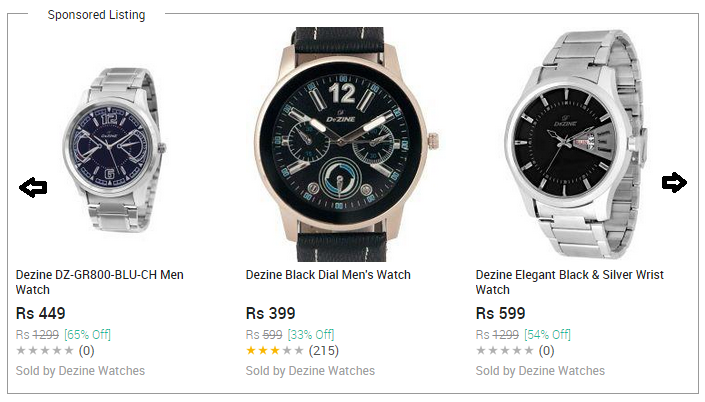 Sponsored Listing
12
DEZINE
DEZINE
DEZINE
Dezine DZ-GR800-BLU-CH Men
Watch
Rs 449
Rs 1299 [65% Off]
★★★★★ (0)
Sold by Dezine Watches
Dezine Black Dial Men's Watch
Rs 399
Rs 599 [33% Off]
★★★★★ (215)
Sold by Dezine Watches
Dezine Elegant Black & Silver Wrist
Watch
Rs 599
Rs 1299 [54% Off]
★★★★★ (0)
Sold by Dezine Watches